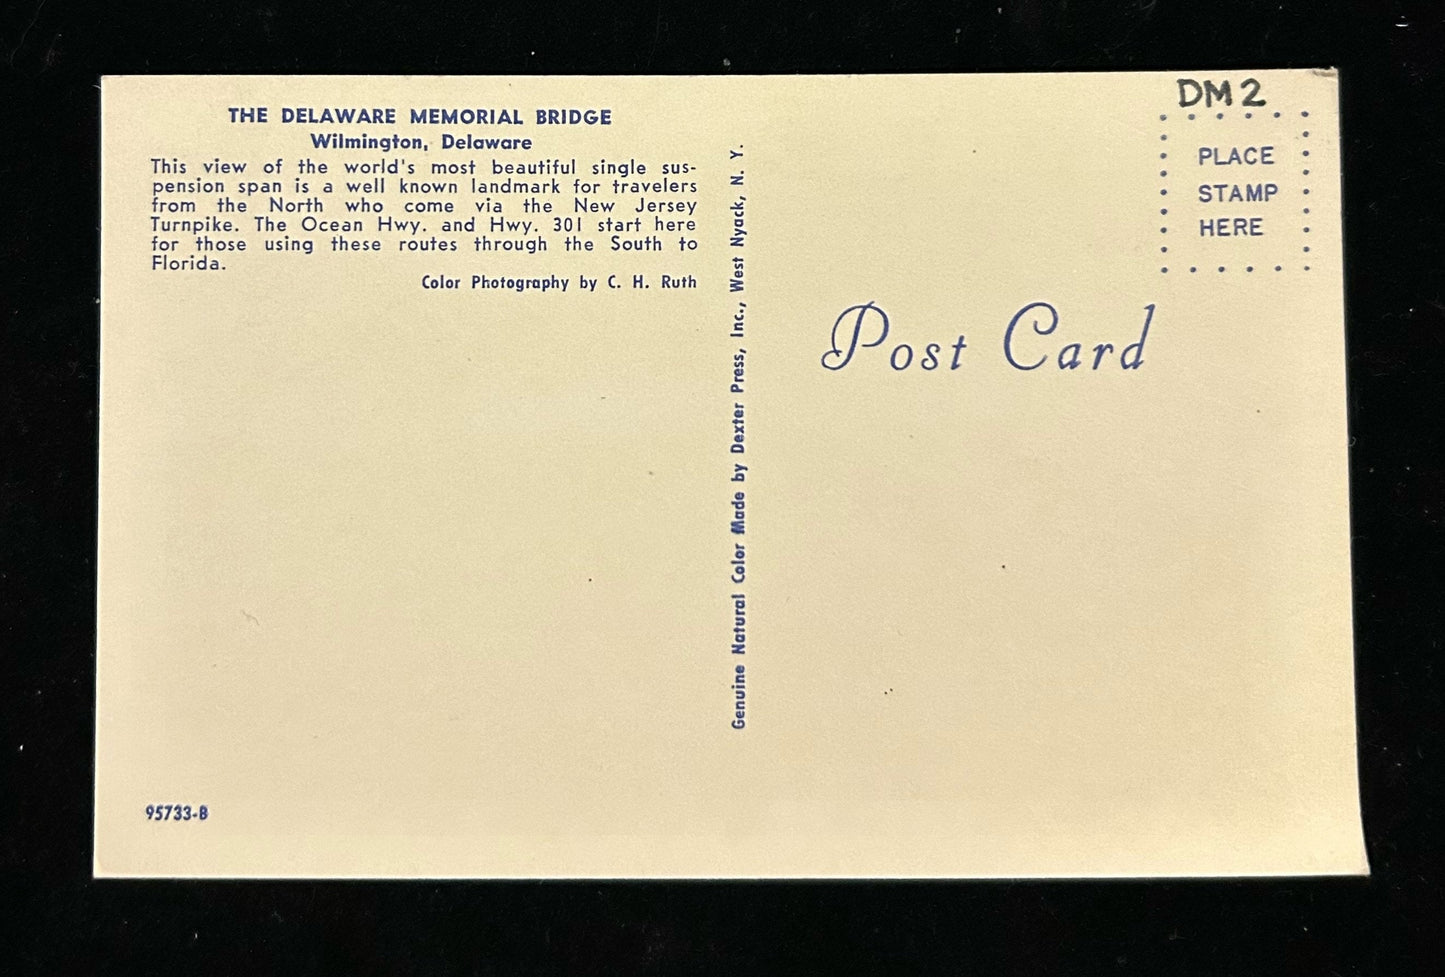 THE DELAWARE MEMORIAL BRIDGE
Wilmington, Delaware
This view of the world's most beautiful single sus-
pension span is a well known landmark for travelers
from the North who come via the New Jersey
Turnpike. The Ocean Hwy. and Hwy. 301 start here
for those using these routes through the South to
Florida.
Color Photography by C. H. Ruth
95733-B
Genuine Natural Color Made by Dexter Press, Inc., West Nyack, N. Y.
DM2
PLACE
STAMP
HERE
Post Card